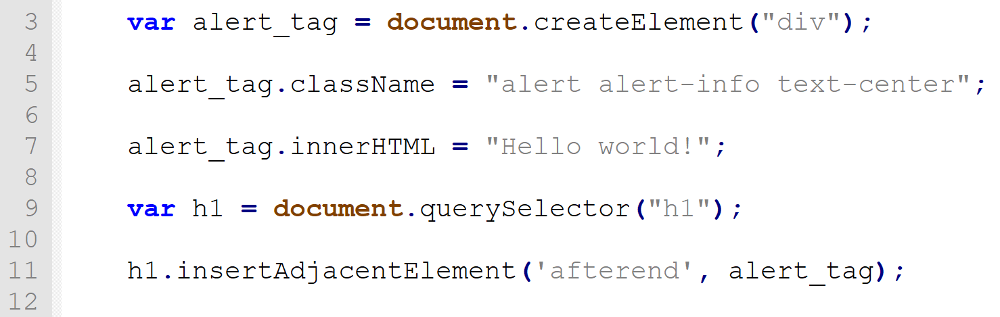 3 var alert_tag = document.createElement("div");
4
5 alert_tag.className = "alert alert-info text-center";
6
7 alert_tag.innerHTML = "Hello world!";
8
9 var h1 = document.querySelector("h1");
10
11 h1.insertAdjacentElement('afterend', alert_tag);
12